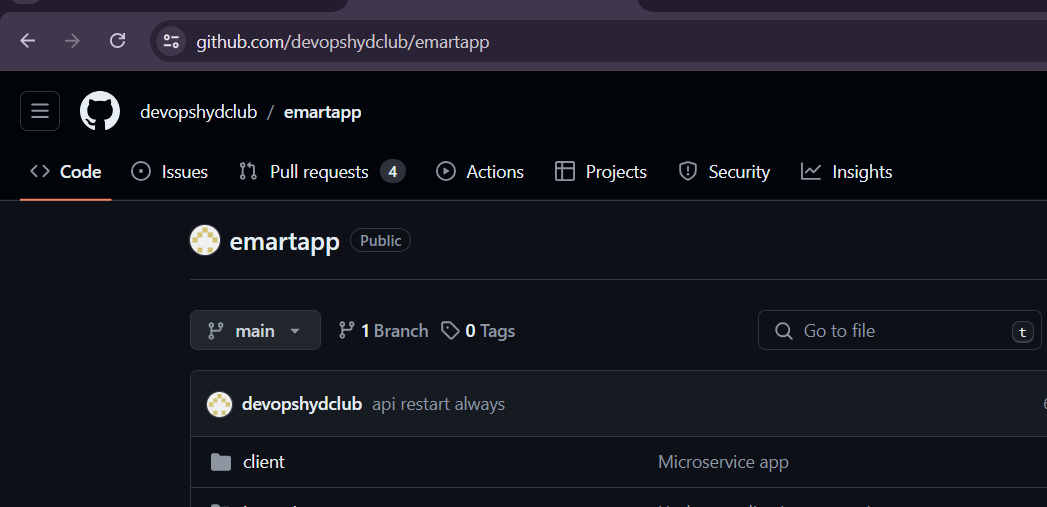 github.com/devopshydclub/emartapp
devopshydclub / emartapp
Code Issues Pull requests 4 Actions Projects Security Insights
emartapp Public
main 1 Branch 0 Tags Go to file t
devopshydclub api restart always
client Microservice app